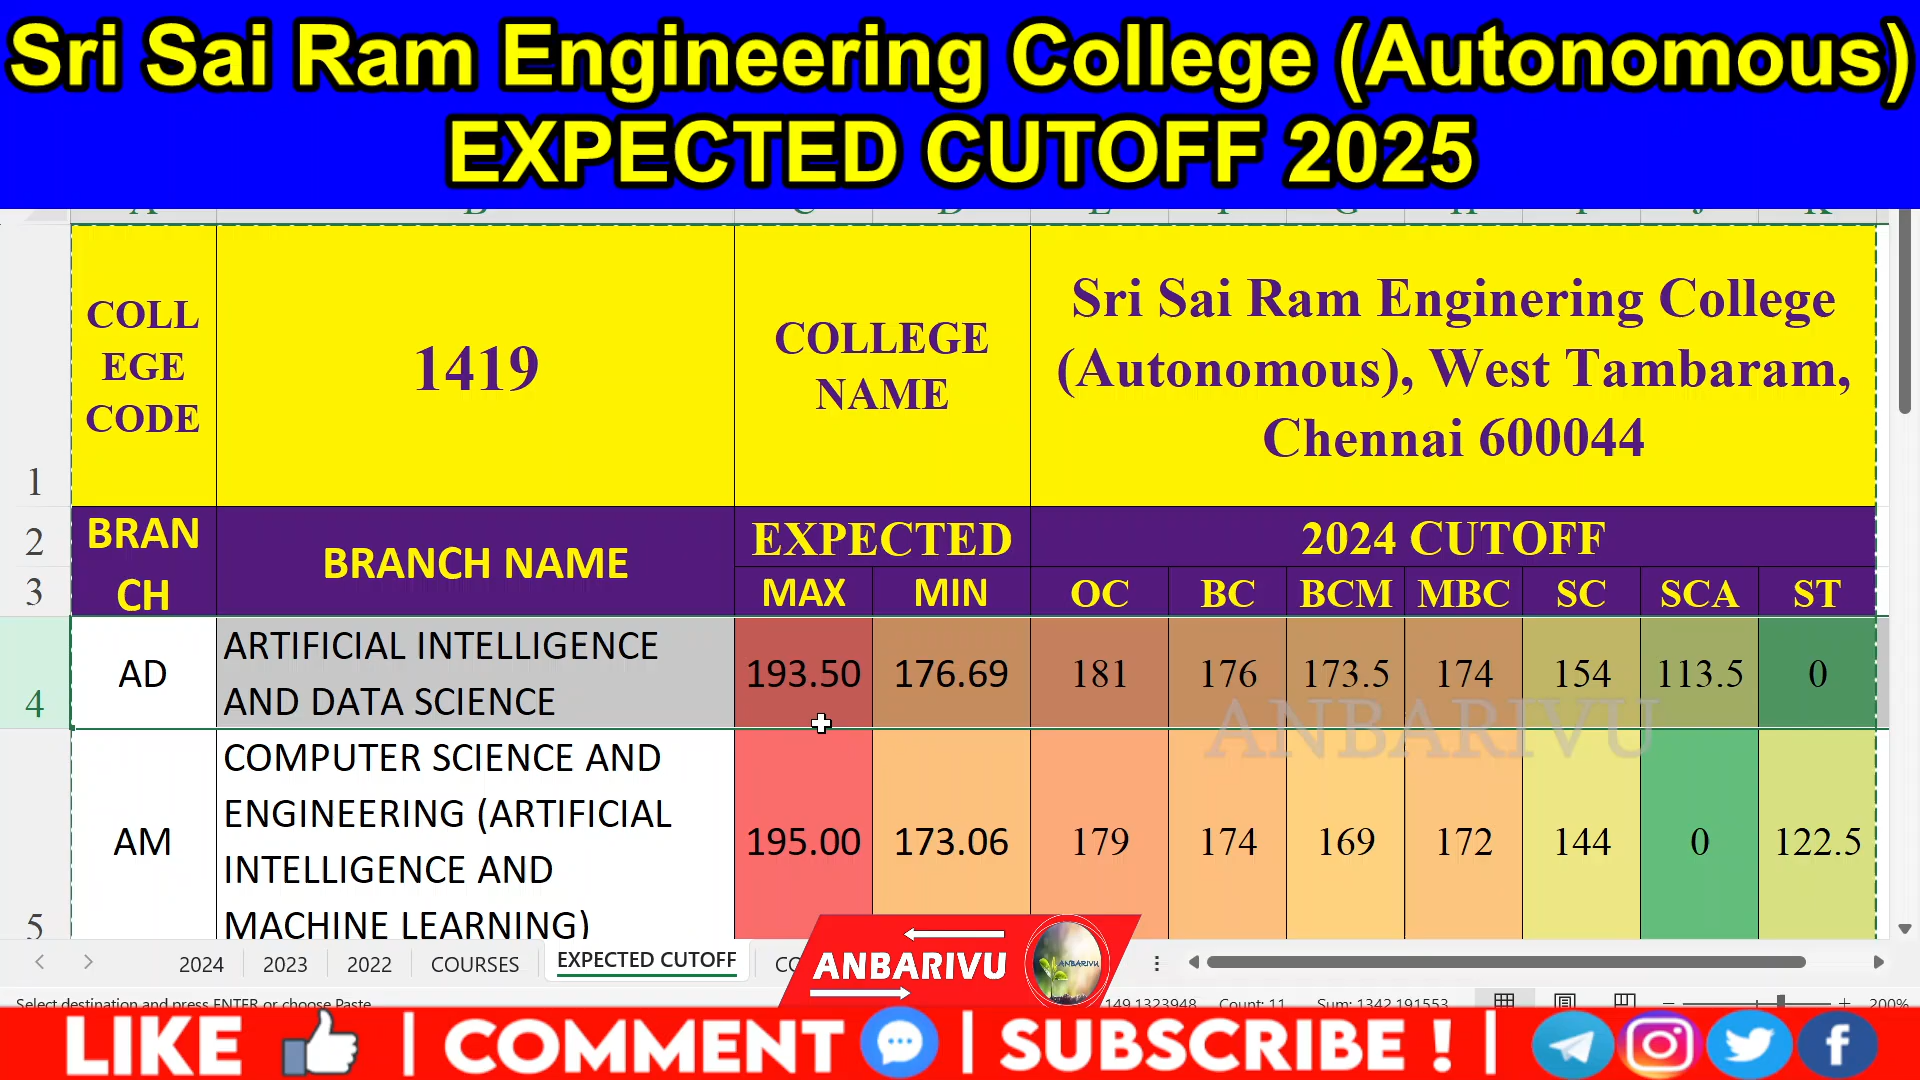 Sri Sai Ram Engineering College (Autonomous)
EXPECTED CUTOFF 2025
COLL
EGE
CODE
1419
COLLEGE
NAME
Sri Sai Ram Enginering College
(Autonomous), West Tambaram,
Chennai 600044
1
2
3
BRAN
CH
BRANCH NAME
EXPECTED
2024 CUTOFF
MAX MIN OC BC BCM MBC SC SCA ST
4
AD
ARTIFICIAL INTELLIGENCE
AND DATA SCIENCE
193.50 176.69 181 176 173.5 174 154 113.5 0
ANBARIVU
5
AM
COMPUTER SCIENCE AND
ENGINEERING (ARTIFICIAL
INTELLIGENCE AND
MACHINE LEARNING)
195.00 173.06 179 174 169 172 144 0 122.5
2024 2023 2022 COURSES EXPECTED CUTOFF
ANBARIVU
ANBARIVU
Select destination and press ENTER or choose Paste
149.1323948 Count: 11 Sum: 1342.191553 200%
LIKE | COMMENT | SUBSCRIBE ! |